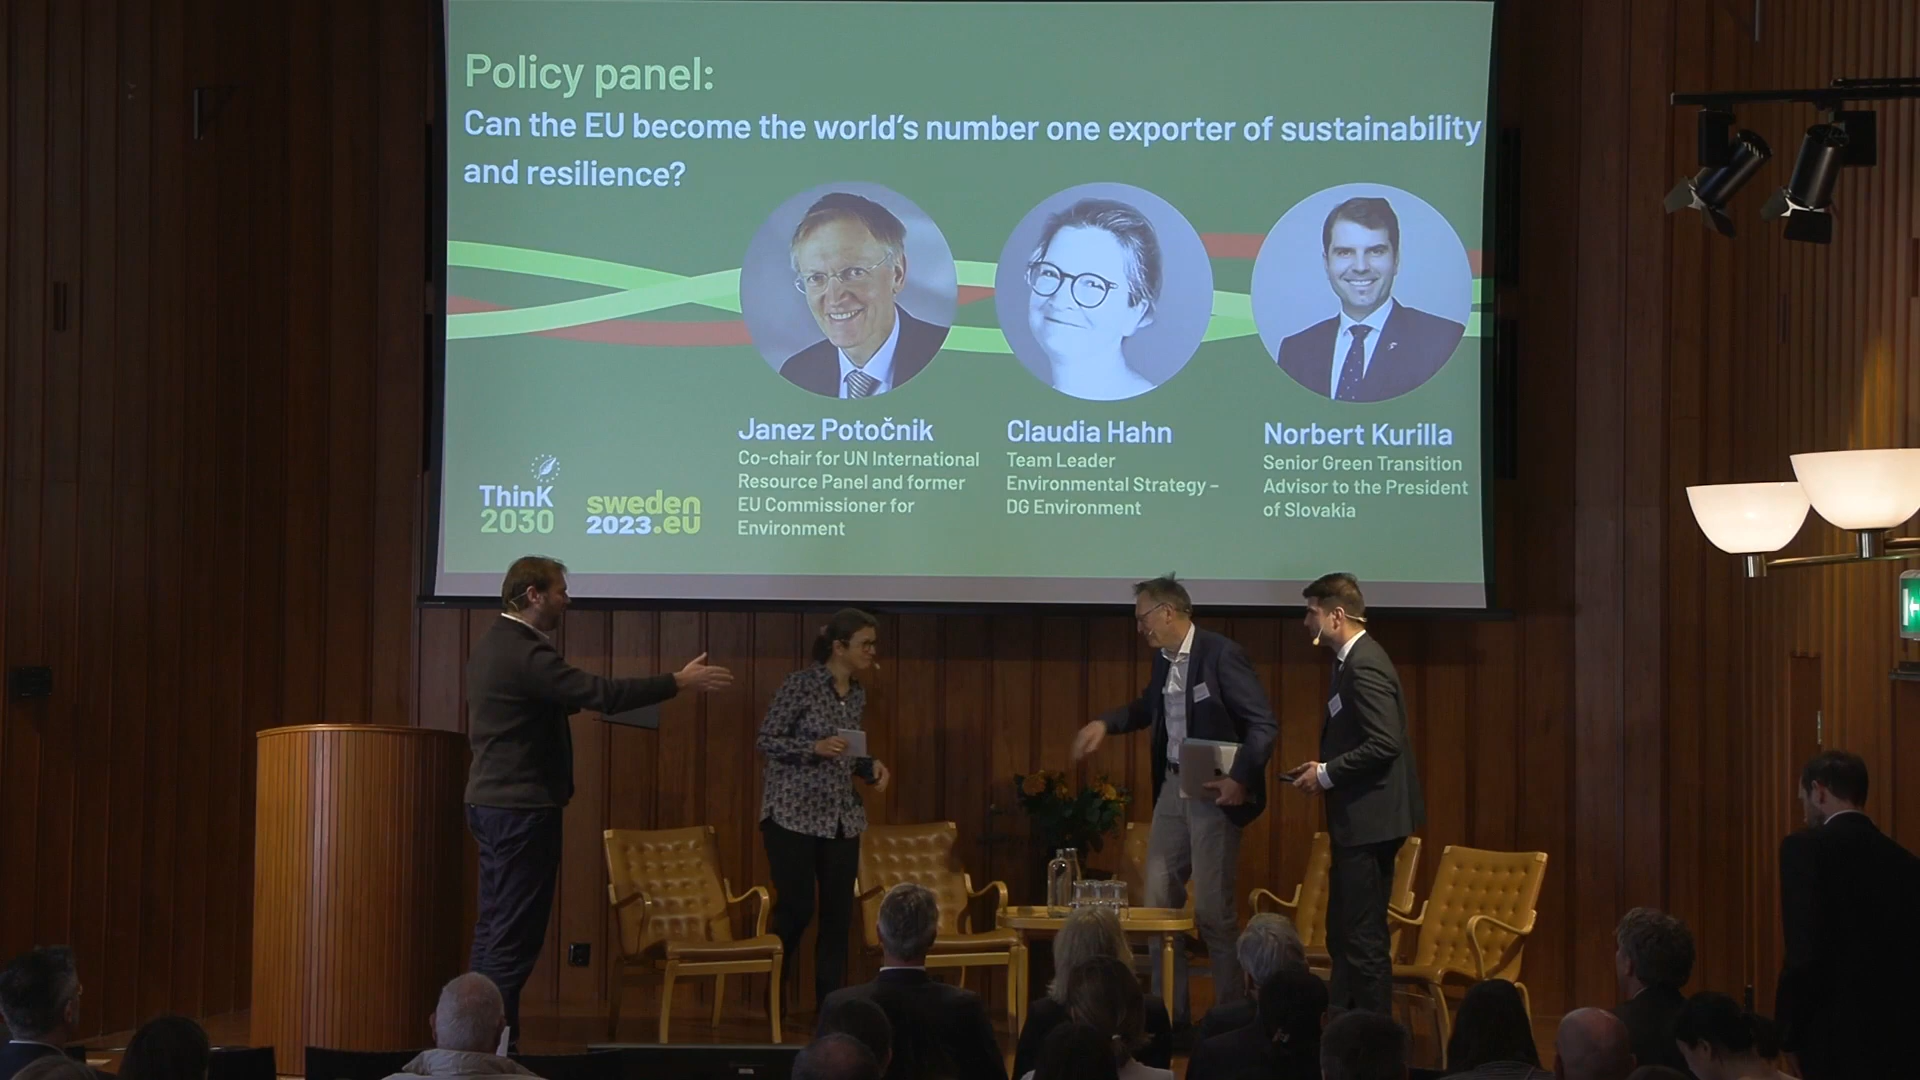 Policy panel:
Can the EU become the world's number one exporter of sustainability
and resilience?
Janez Potočnik
Co-chair for UN International
Resource Panel and former
EU Commissioner for
Environment
Claudia Hahn
Team Leader
Environmental Strategy –
DG Environment
Norbert Kurilla
Senior Green Transition
Advisor to the President
of Slovakia
ThinK
2030
sweden
2023.eu